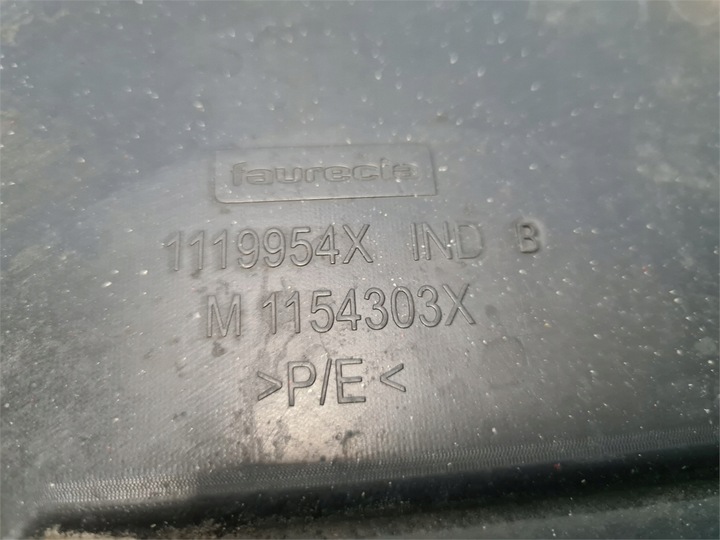 faurecia
1119954X IND B
M 1154303X
>P/E<